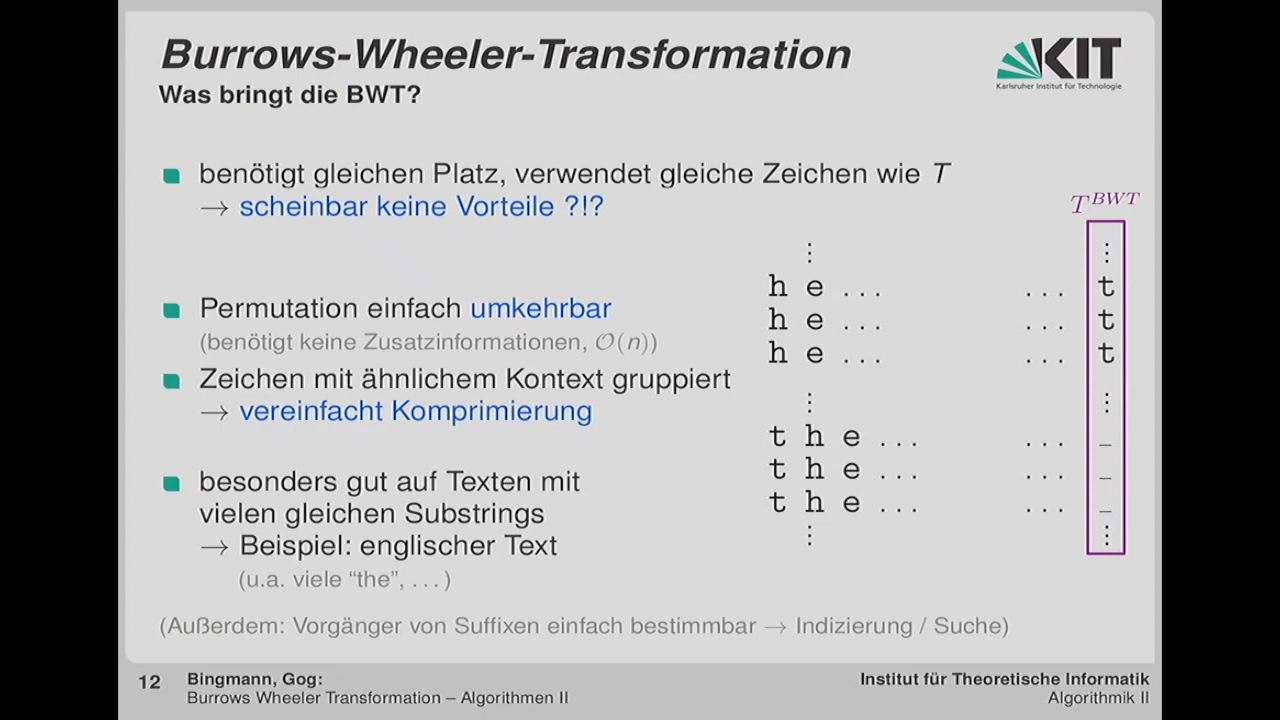 Burrows-Wheeler-Transformation
Was bringt die BWT?
KIT
Karlsruher Institut für Technologie
benötigt gleichen Platz, verwendet gleiche Zeichen wie T
→ scheinbar keine Vorteile ?!?
Permutation einfach umkehrbar
(benötigt keine Zusatzinformationen, O(n))
Zeichen mit ähnlichem Kontext gruppiert
→ vereinfacht Komprimierung
besonders gut auf Texten mit
vielen gleichen Substrings
→ Beispiel: englischer Text
(u.a. viele “the”, . . . )
T^BWT
⋮ ⋮
h e ... ... t
h e ... ... t
h e ... ... t
⋮ ⋮
t h e ... ... _
t h e ... ... _
t h e ... ... _
⋮ ⋮
(Außerdem: Vorgänger von Suffixen einfach bestimmbar → Indizierung / Suche)
12 Bingmann, Gog:
Burrows Wheeler Transformation – Algorithmen II
Institut für Theoretische Informatik
Algorithmik II